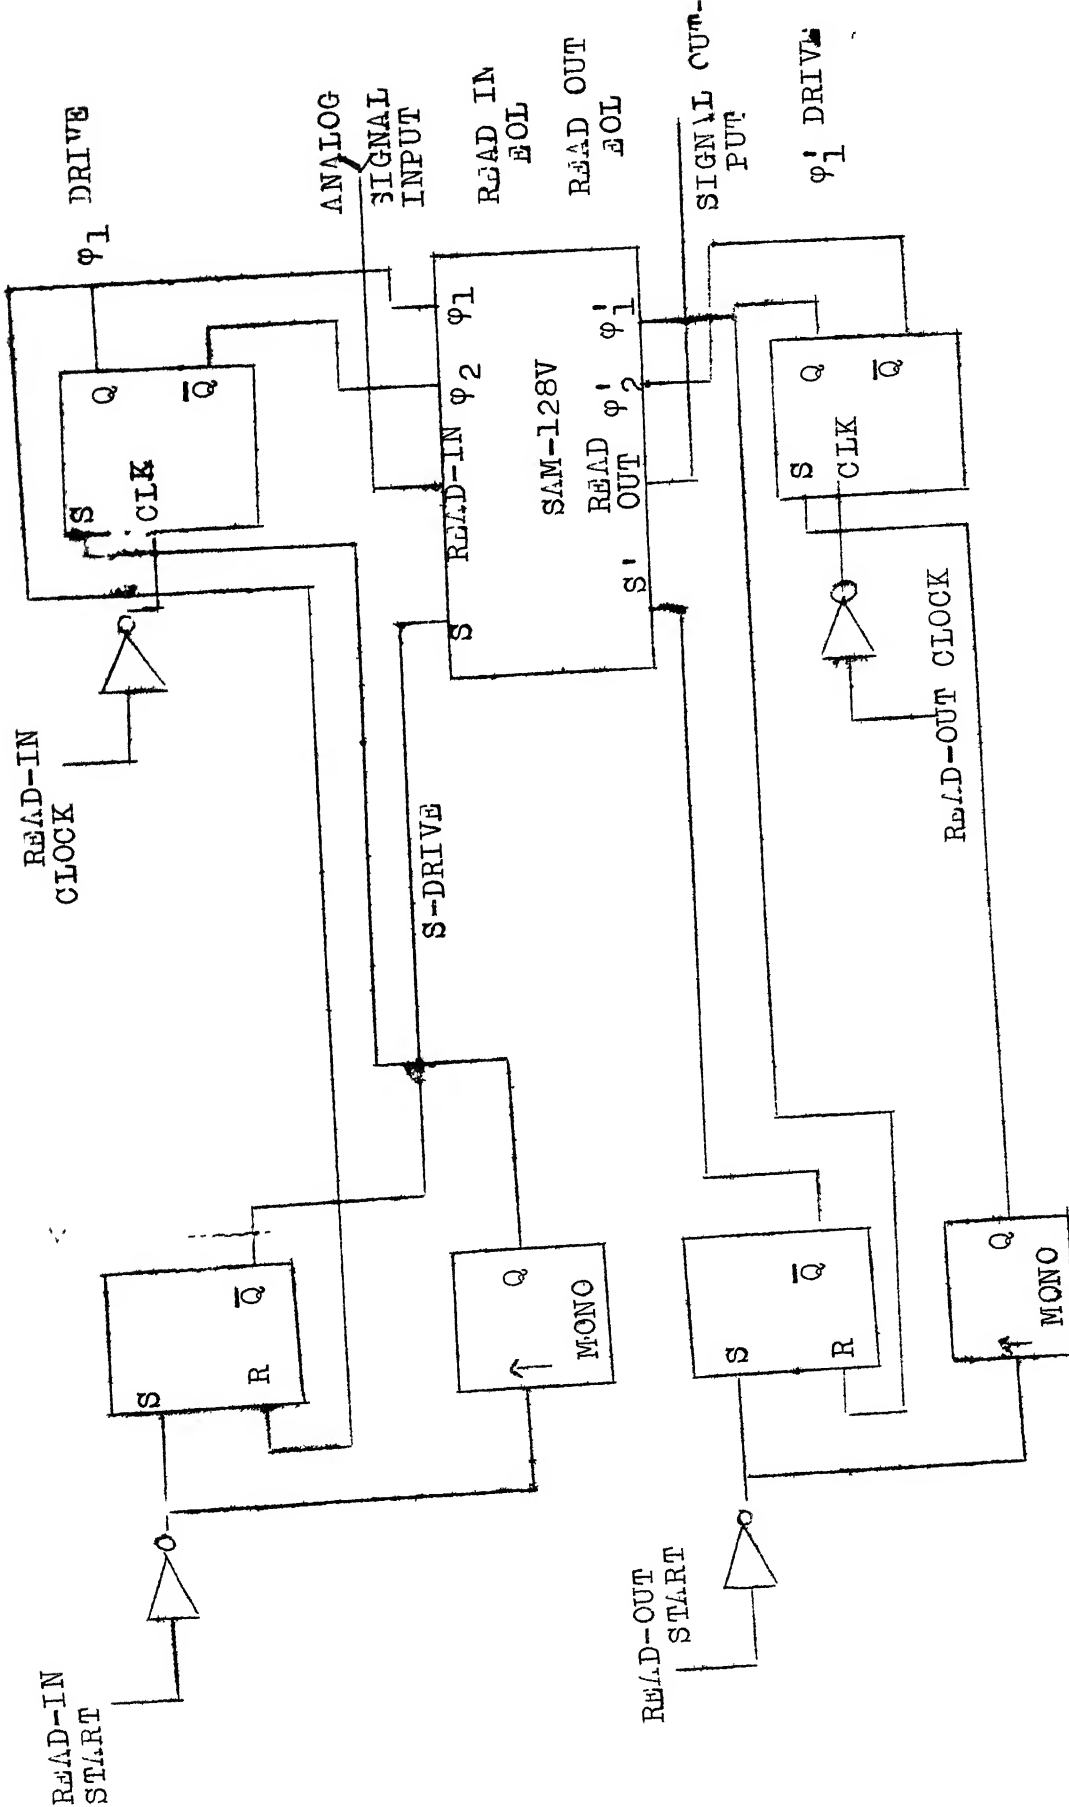 READ-IN
START
S
R
Q̅
Q
MONO
READ-IN
CLOCK
S
CLK
Q
Q̅
φ1 DRIVE
ANALOG
SIGNAL
INPUT
S-DRIVE
S
READ-IN
φ2
φ1
SAM-128V
READ
OUT
S'
φ'2
φ'1
READ IN
EOL
READ OUT
EOL
SIGNAL OUT-
PUT
φ'1 DRIVE
READ-OUT
START
S
R
Q̅
Q
MONO
READ-OUT CLOCK
S
CLK
Q
Q̅